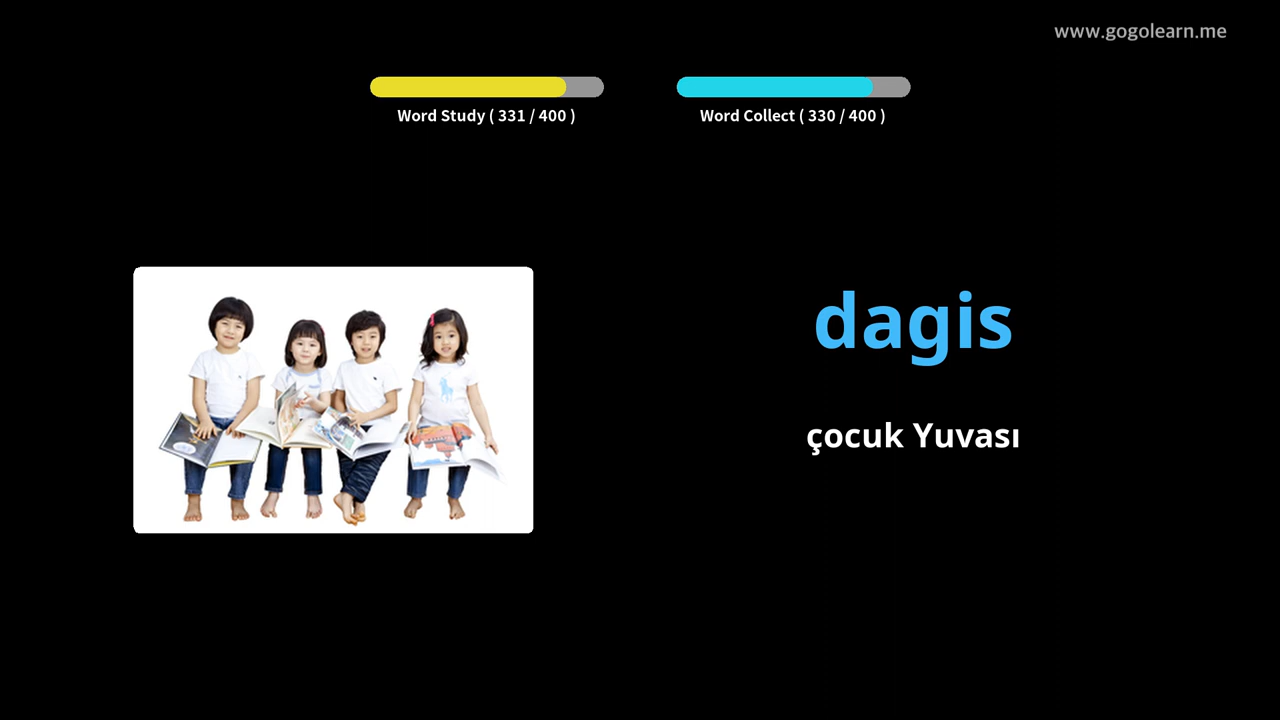 www.gogolearn.me
Word Study ( 331 / 400 )
Word Collect ( 330 / 400 )
dagis
çocuk Yuvası